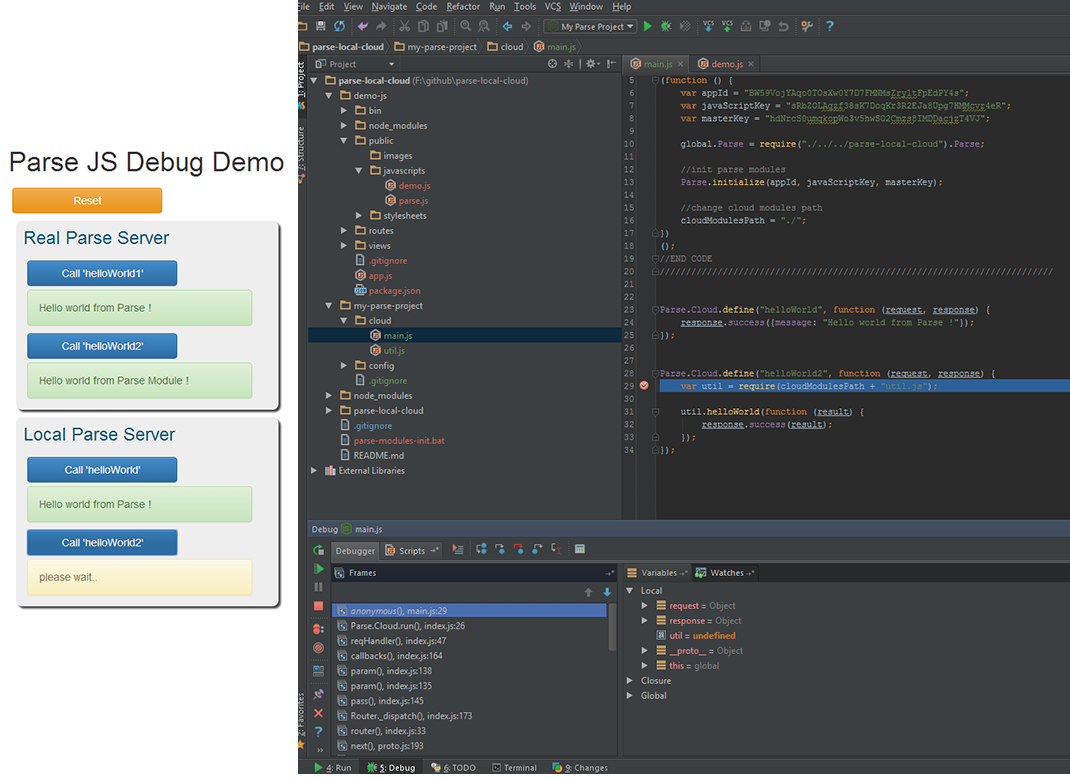 Parse JS Debug Demo
Reset
Real Parse Server
Call 'helloWorld1'
Hello world from Parse !
Call 'helloWorld2'
Hello world from Parse Module !
Local Parse Server
Call 'helloWorld'
Hello world from Parse !
Call 'helloWorld2'
please wait..
File Edit View Navigate Code Refactor Run Tools VCS Window Help
My Parse Project VCS VCS ?
parse-local-cloud my-parse-project cloud main.js
Project
1: Project
7: Structure
2: Favorites
parse-local-cloud (F:\github\parse-local-cloud)
demo-js
bin
node_modules
public
images
javascripts
demo.js
parse.js
stylesheets
routes
views
.gitignore
app.js
package.json
my-parse-project
cloud
main.js
util.js
config
.gitignore
node_modules
parse-local-cloud
.gitignore
parse-modules-init.bat
README.md
External Libraries
main.js × demo.js ×
5 (function () {
6 var appId =
7 var javaScriptKey =
8 var masterKey =
9
10 global.Parse = require("./../../parse-local-cloud").Parse;
11
12 //init parse modules
13 Parse.initialize(appId, javaScriptKey, masterKey);
14
15 //change cloud modules path
16 cloudModulesPath = "./";
17 })
18 ();
19 //END CODE
20 //////////////////////////////////////////////////////////////////////////
21
22
23 Parse.Cloud.define("helloWorld", function (request, response) {
24 response.success({message: "Hello world from Parse !"});
25 });
26
27
28 Parse.Cloud.define("helloWorld2", function (request, response) {
29 var util = require(cloudModulesPath + "util.js");
30
31 util.helloWorld(function (result) {
32 response.success(result);
33 });
34 });
Debug main.js
Debugger Scripts
Frames
anonymous(), main.js:29
Parse.Cloud.run(), index.js:26
reqHandler(), index.js:47
callbacks(), index.js:164
param(), index.js:138
param(), index.js:135
pass(), index.js:145
Router._dispatch(), index.js:173
router(), index.js:33
next(), proto.js:193
Variables Watches
Local
request = Object
response = Object
util = undefined
__proto__ = Object
this = global
Closure
Global
4: Run 5: Debug 6: TODO Terminal 9: Changes